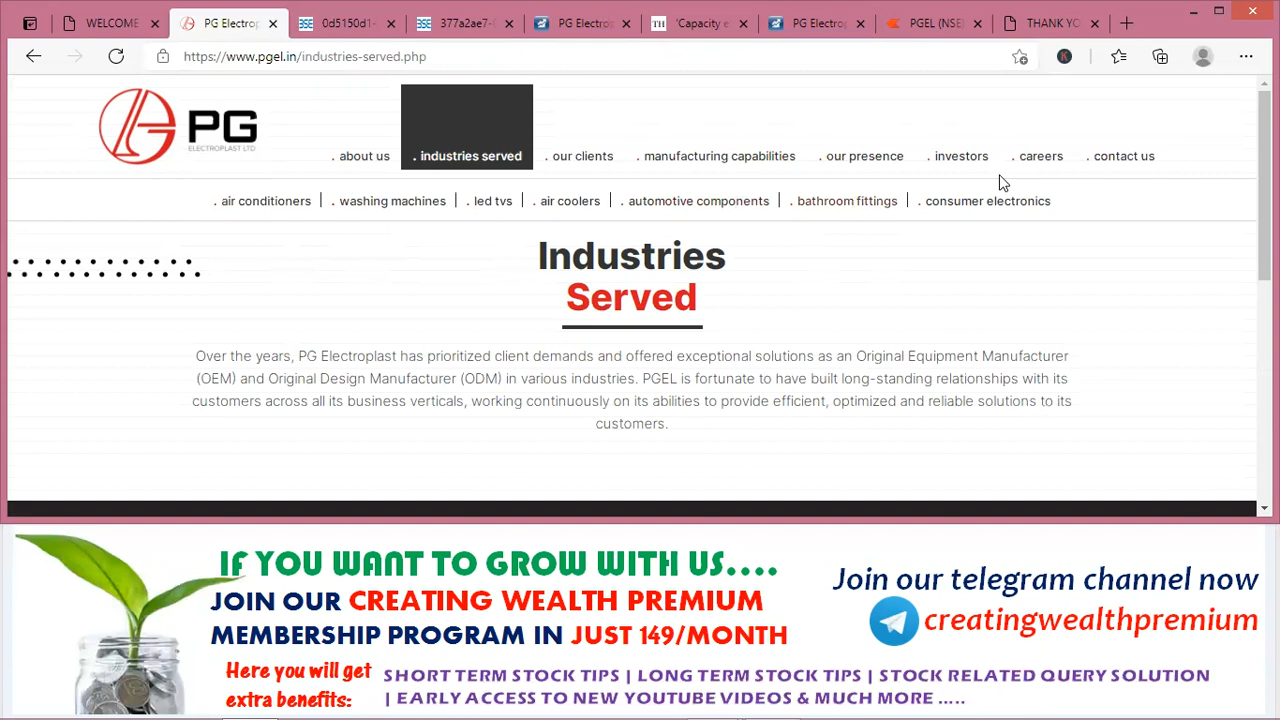 PG Electrop
0d5150d1-
377a2ae7-
PG Electrop
'Capacity e
PG Electrop
PGEL (NSE
THANK YO
WELCOME
https://www.pgel.in/industries-served.php
PG
ELECTROPLAST LTD
. about us
. industries served
. our clients
. manufacturing capabilities
. our presence
. investors
. careers
. contact us
. air conditioners
. washing machines
. led tvs
. air coolers
. automotive components
. bathroom fittings
. consumer electronics
Industries
Served
Over the years, PG Electroplast has prioritized client demands and offered exceptional solutions as an Original Equipment Manufacturer
(OEM) and Original Design Manufacturer (ODM) in various industries. PGEL is fortunate to have built long-standing relationships with its
customers across all its business verticals, working continuously on its abilities to provide efficient, optimized and reliable solutions to its
customers.
IF YOU WANT TO GROW WITH US....
JOIN OUR CREATING WEALTH PREMIUM
MEMBERSHIP PROGRAM IN JUST 149/MONTH
Here you will get
extra benefits:
SHORT TERM STOCK TIPS | LONG TERM STOCK TIPS | STOCK RELATED QUERY SOLUTION
| EARLY ACCESS TO NEW YOUTUBE VIDEOS & MUCH MORE .....
Join our telegram channel now
creatingwealthpremium